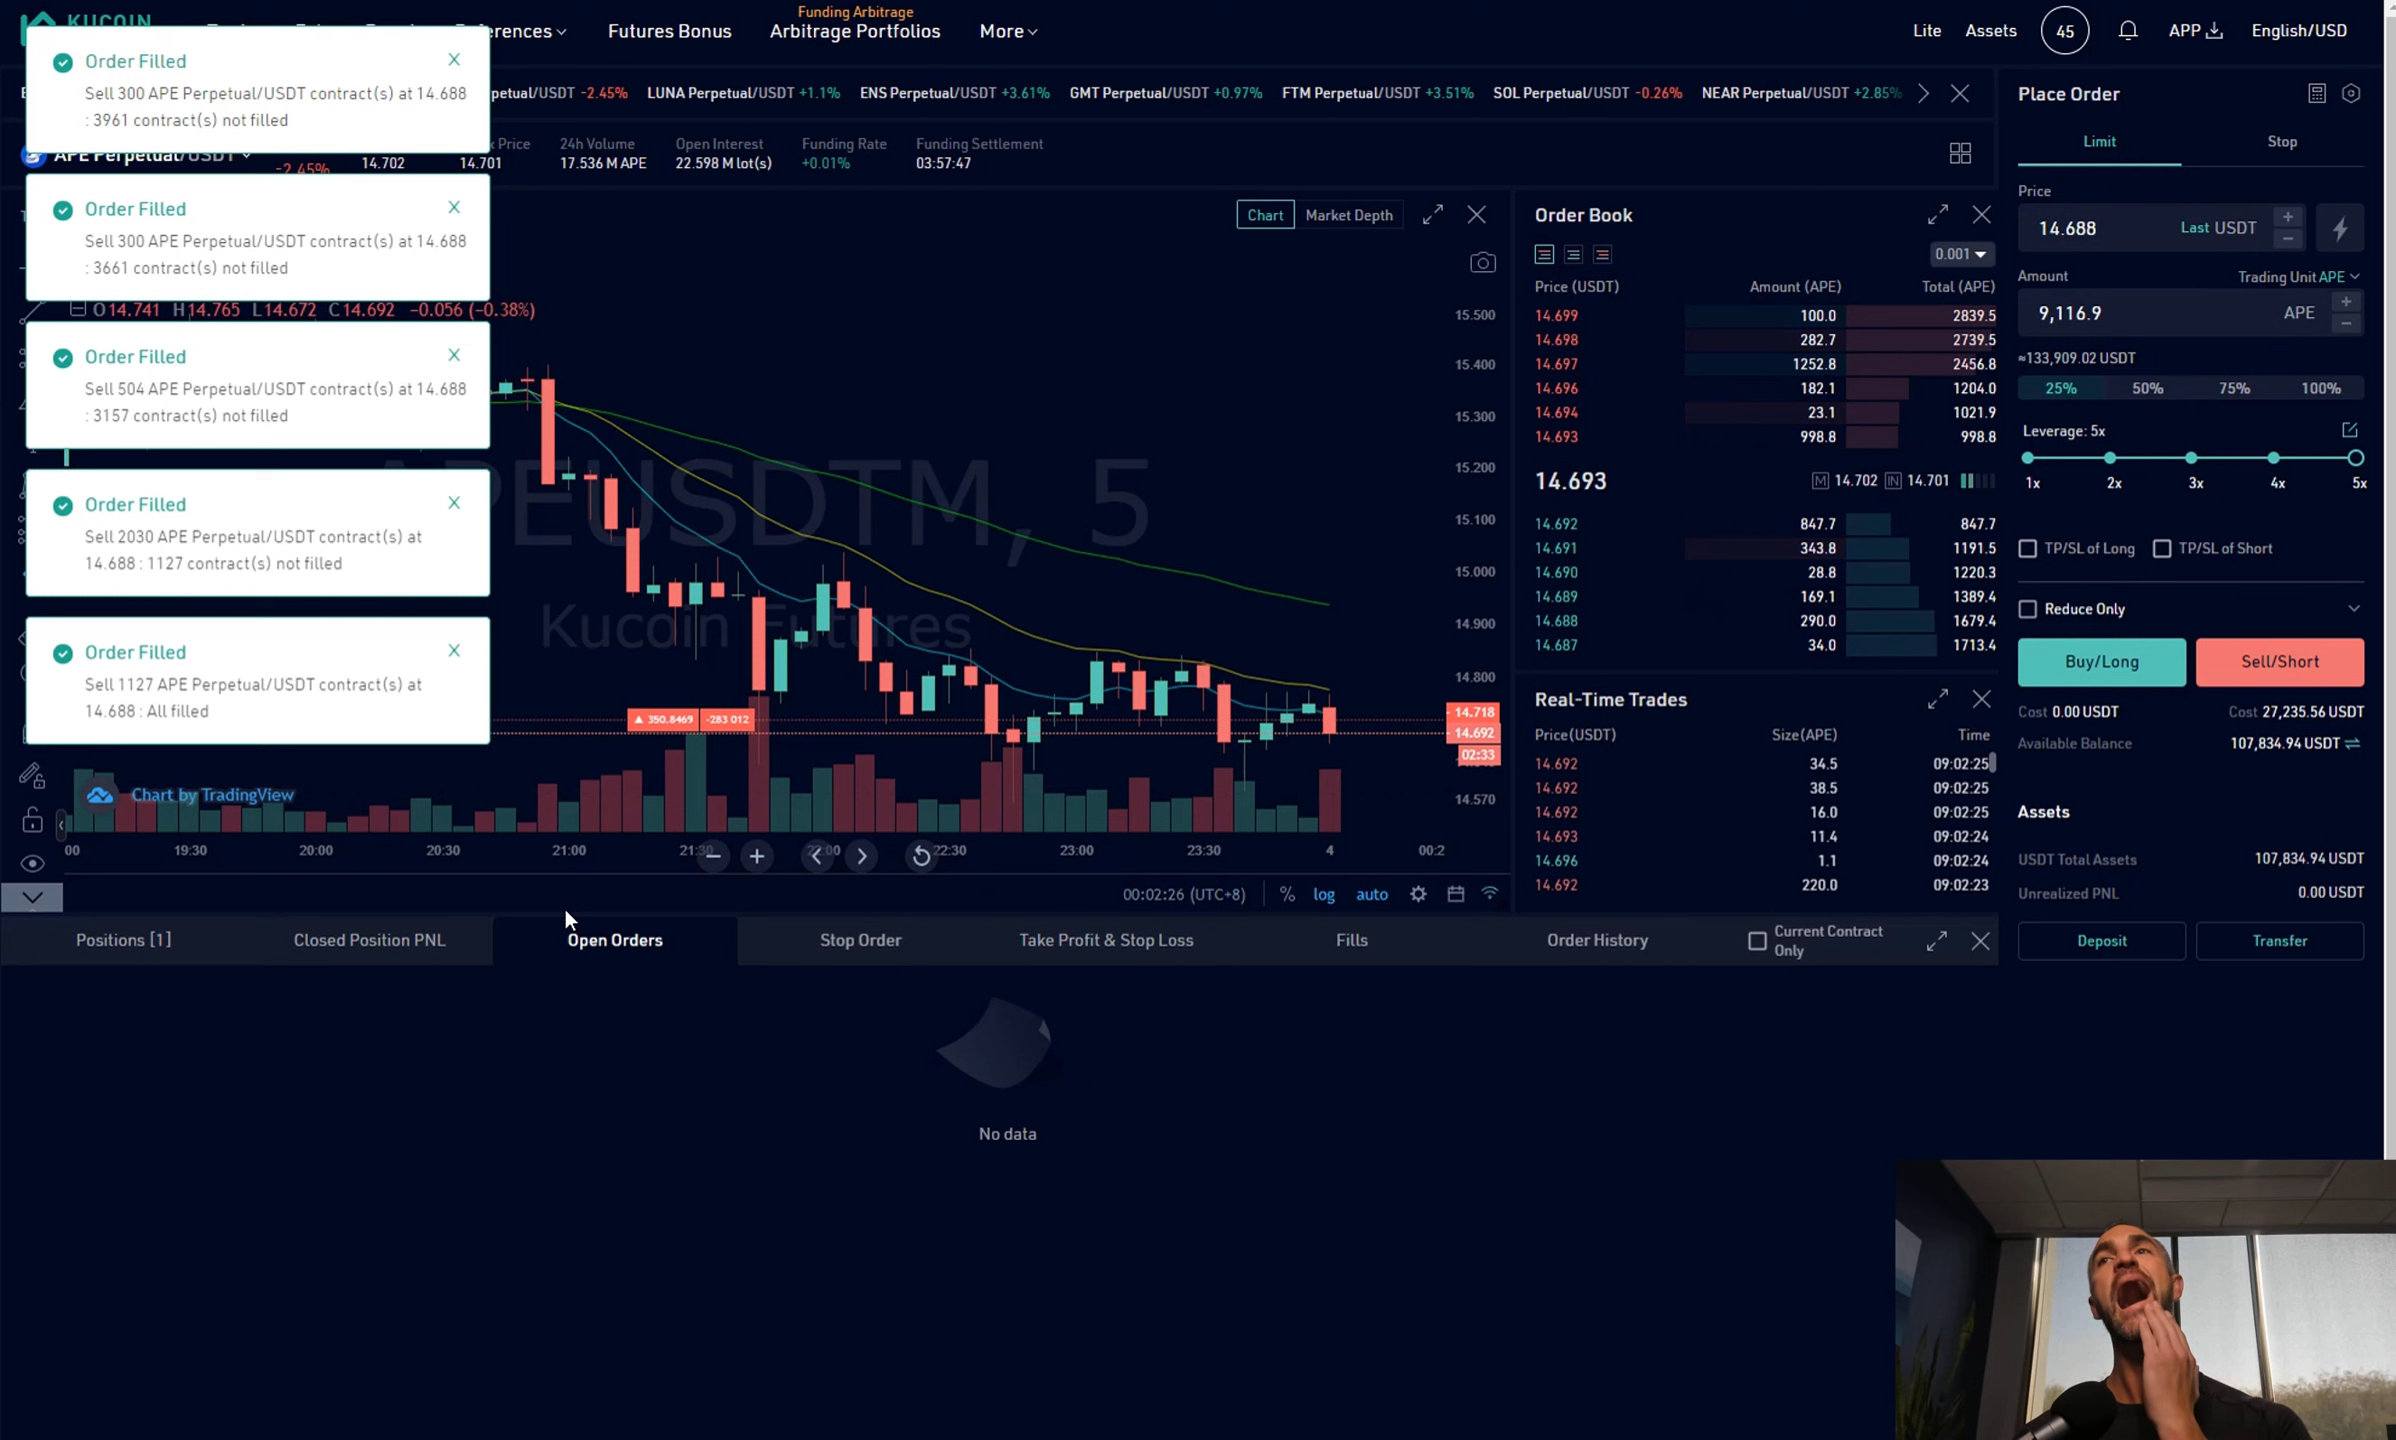 KUCOIN
erences
Futures Bonus
Funding Arbitrage
Arbitrage Portfolios
More
Lite
Assets
45
APP
English/USD
Order Filled
Sell 300 APE Perpetual/USDT contract(s) at 14.688
: 3961 contract(s) not filled
petual/USDT -2.45%
LUNA Perpetual/USDT +1.1%
ENS Perpetual/USDT +3.61%
GMT Perpetual/USDT +0.97%
FTM Perpetual/USDT +3.51%
SOL Perpetual/USDT -0.26%
NEAR Perpetual/USDT +2.85%
APE Perpetual/USDT
-2.45%
14.702
Price
14.701
24h Volume
17.536 M APE
Open Interest
22.598 M lot(s)
Funding Rate
+0.01%
Funding Settlement
03:57:47
Order Filled
Sell 300 APE Perpetual/USDT contract(s) at 14.688
: 3661 contract(s) not filled
Chart
Market Depth
O14.741 H14.765 L14.672 C14.692 −0.056 (−0.38%)
Order Filled
Sell 504 APE Perpetual/USDT contract(s) at 14.688
: 3157 contract(s) not filled
Order Filled
Sell 2030 APE Perpetual/USDT contract(s) at
14.688 : 1127 contract(s) not filled
Order Filled
Sell 1127 APE Perpetual/USDT contract(s) at
14.688 : All filled
PEUSDTM, 5
Kucoin Futures
350.8469
-283 012
15.500
15.400
15.300
15.200
15.100
15.000
14.900
14.800
14.718
14.692
02:33
14.570
Chart by TradingView
00
19:30
20:00
20:30
21:00
21:30
22:00
22:30
23:00
23:30
4
00:2
00:02:26 (UTC+8)
%
log
auto
Order Book
0.001
Price (USDT) Amount (APE) Total (APE)
14.699 100.0 2839.5
14.698 282.7 2739.5
14.697 1252.8 2456.8
14.696 182.1 1204.0
14.694 23.1 1021.9
14.693 998.8 998.8
14.693 M 14.702 IN 14.701
14.692 847.7 847.7
14.691 343.8 1191.5
14.690 28.8 1220.3
14.689 169.1 1389.4
14.688 290.0 1679.4
14.687 34.0 1713.4
Real-Time Trades
Price(USDT) Size(APE) Time
14.692 34.5 09:02:25
14.692 38.5 09:02:25
14.692 16.0 09:02:25
14.693 11.4 09:02:24
14.696 1.1 09:02:24
14.692 220.0 09:02:23
Place Order
Limit
Stop
Price
14.688 Last USDT
Amount
Trading Unit APE
9,116.9 APE
≈133,909.02 USDT
25% 50% 75% 100%
Leverage: 5x
1x 2x 3x 4x 5x
TP/SL of Long
TP/SL of Short
Reduce Only
Buy/Long
Sell/Short
Cost 0.00 USDT
Cost 27,235.56 USDT
Available Balance 107,834.94 USDT
Assets
USDT Total Assets 107,834.94 USDT
Unrealized PNL 0.00 USDT
Deposit
Transfer
Positions [1]
Closed Position PNL
Open Orders
Stop Order
Take Profit & Stop Loss
Fills
Order History
Current Contract
Only
No data